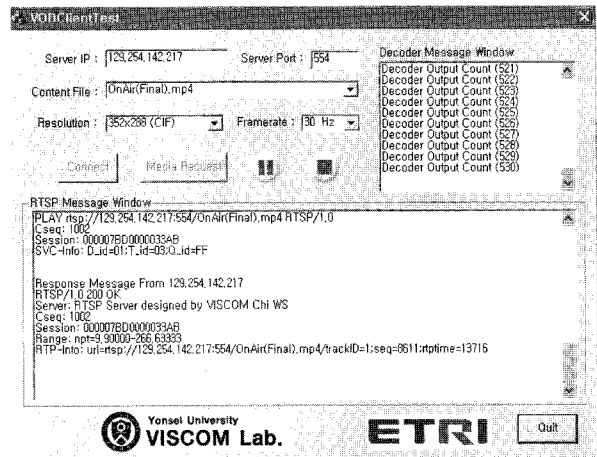 VODClientTest
Server IP : 129,254,142,217 Server Port : 554
Content File : OnAir(Final),mp4
Resolution : 352x288 (CIF) Framerate : 30 Hz
Connect Media Request
Decoder Message Window
Decoder Output Count (521)
Decoder Output Count (522)
Decoder Output Count (523)
Decoder Output Count (524)
Decoder Output Count (525)
Decoder Output Count (526)
Decoder Output Count (527)
Decoder Output Count (528)
Decoder Output Count (529)
Decoder Output Count (530)
RTSP Message Window
PLAY rtsp://129,254,142,217:554/OnAir(Final),mp4 RTSP/1,0
Cseq: 1002
Session: 000007BD0000033AB
SVC-Info: D_id=01;T_id=03;Q_id=FF
Response Message From 129,254,142,217
RTSP/1,0 200 OK
Server: RTSP Server designed by VISCOM Chi WS
Cseq: 1002
Session: 000007BD0000033AB
Range: npt=9,90000-266,63333
RTP-Info: url=rtsp://129,254,142,217:554/OnAir(Final),mp4/trackID=1;seq=8611;rtptime=13716
Yonsei University
VISCOM Lab.
ETRI
Quit